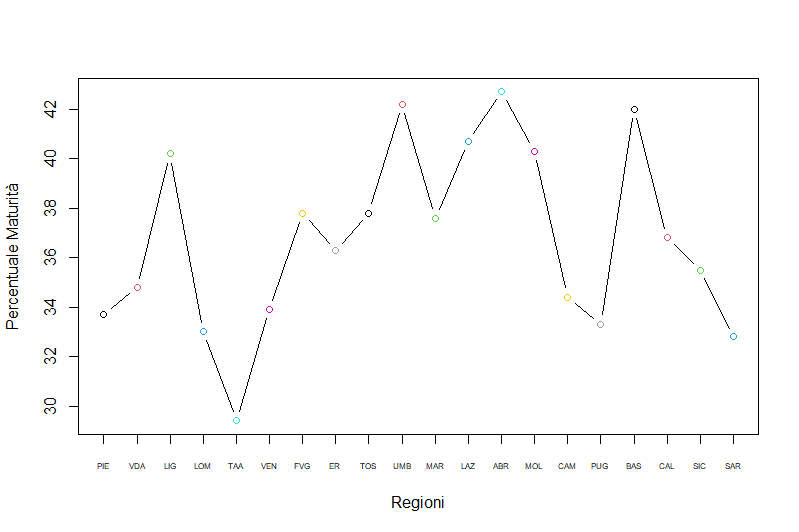 Percentuale Maturità
42
40
38
36
34
32
30
PIE VDA LIG LOM TAA VEN FVG ER TOS UMB MAR LAZ ABR MOL CAM PUG BAS CAL SIC SAR
Regioni